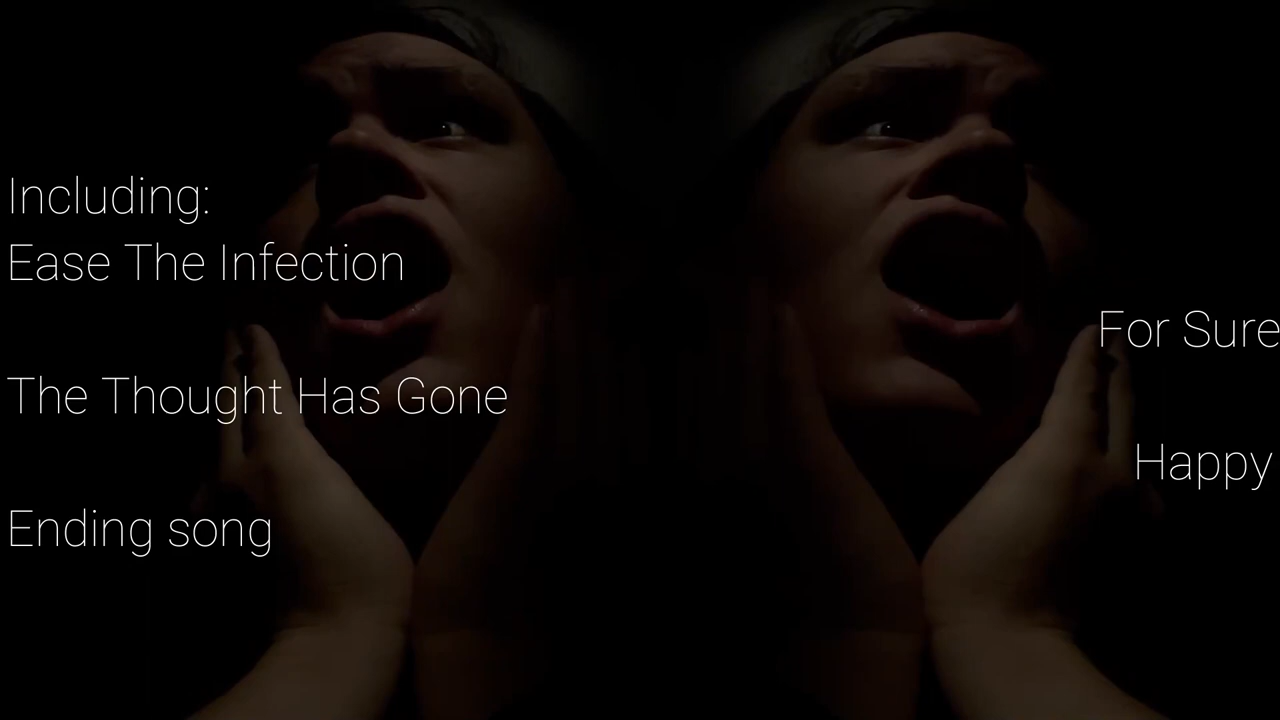 Including:
Ease The Infection
For Sure
The Thought Has Gone
Happy
Ending song